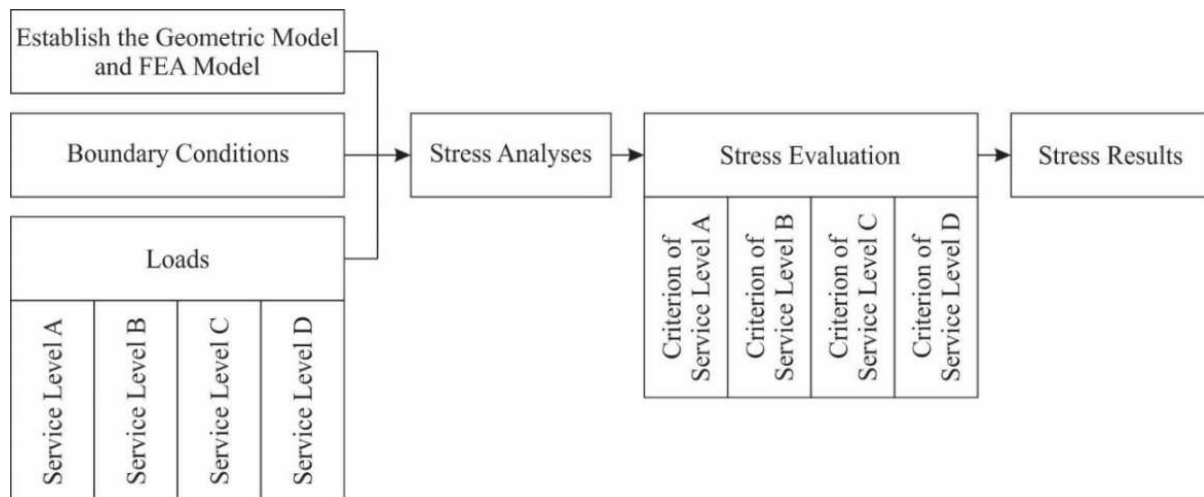 Establish the Geometric Model
and FEA Model
Boundary Conditions
Loads
Service Level A
Service Level B
Service Level C
Service Level D
Stress Analyses
Stress Evaluation
Criterion of
Service Level A
Criterion of
Service Level B
Criterion of
Service Level C
Criterion of
Service Level D
Stress Results